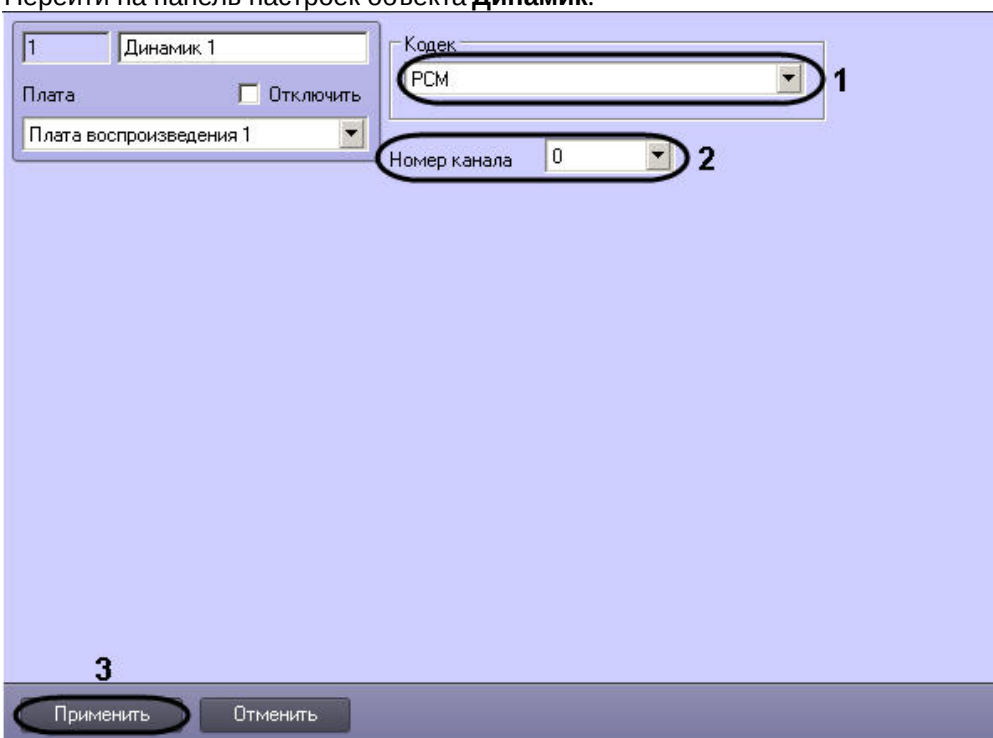 Перейти на панель настроек объекта Динамик.
1
Динамик 1
Кодек
PCM
1
Плата
Отключить
Плата воспроизведения 1
Номер канала
0
2
3
Применить
Отменить